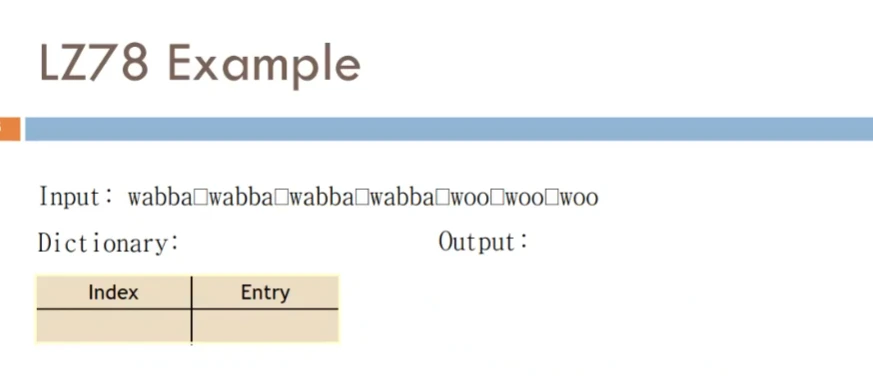 LZ78 Example
Input: wabba□wabba□wabba□wabba□woo□woo□woo
Dictionary: Output:
Index Entry